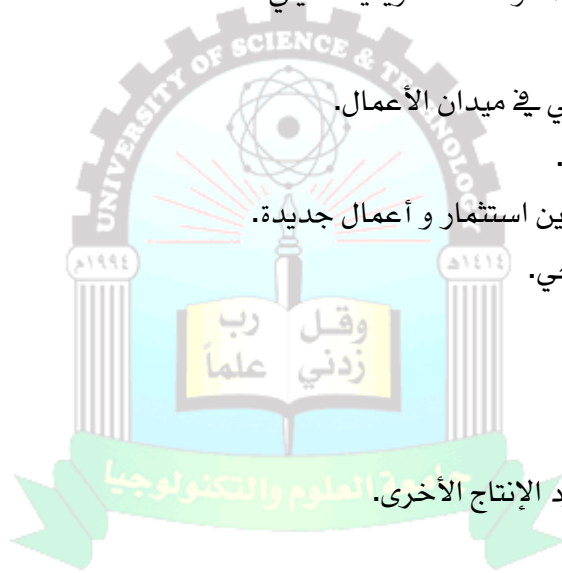 UNIVERSITY OF SCIENCE & TECHNOLOGY
ي في ميدان الأعمال.
.
ين استثمار و أعمال جديدة.
١٩٩٤م
١٤١٤هـ
حي.
وقل رب
زدني علماً
جامعة العلوم والتكنولوجيا
د الإنتاج الأخرى.